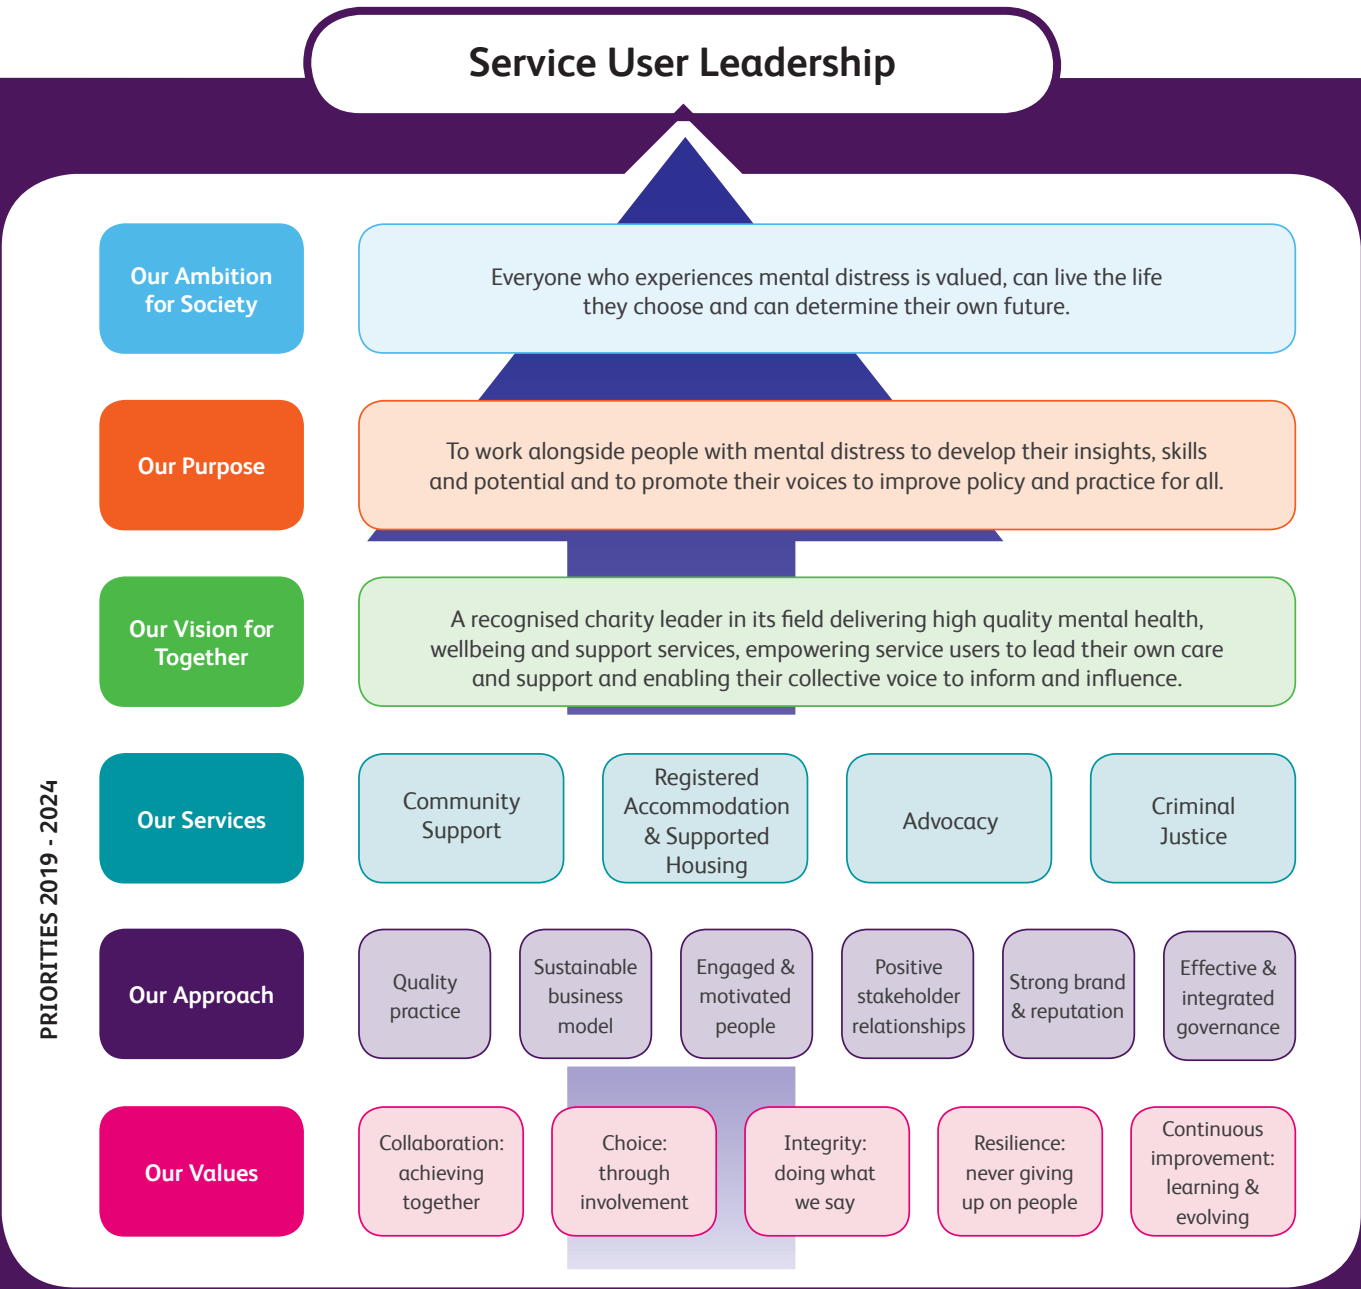 Service User Leadership
Our Ambition
for Society
Everyone who experiences mental distress is valued, can live the life
they choose and can determine their own future.
Our Purpose
To work alongside people with mental distress to develop their insights, skills
and potential and to promote their voices to improve policy and practice for all.
Our Vision for
Together
A recognised charity leader in its field delivering high quality mental health,
wellbeing and support services, empowering service users to lead their own care
and support and enabling their collective voice to inform and influence.
PRIORITIES 2019 - 2024
Our Services
Community
Support
Registered
Accommodation
& Supported
Housing
Advocacy
Criminal
Justice
Our Approach
Quality
practice
Sustainable
business
model
Engaged &
motivated
people
Positive
stakeholder
relationships
Strong brand
& reputation
Effective &
integrated
governance
Our Values
Collaboration:
achieving
together
Choice:
through
involvement
Integrity:
doing what
we say
Resilience:
never giving
up on people
Continuous
improvement:
learning &
evolving